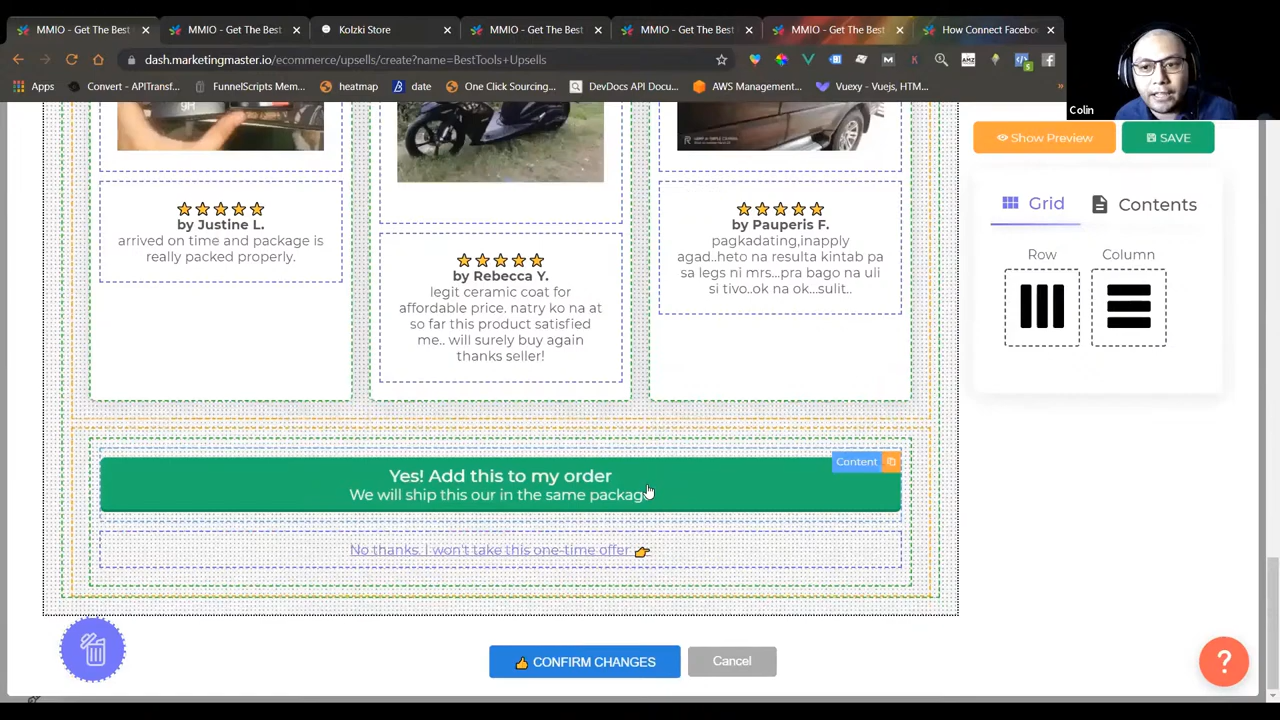 MMIO - Get The Best
MMIO - Get The Best
Kolzki Store
MMIO - Get The Best
MMIO - Get The Best
MMIO - Get The Best
How Connect Facebo
dash.marketingmaster.io/ecommerce/upsells/create?name=BestTools+Upsells
Apps
Convert - APITransf...
FunnelScripts Mem...
heatmap
date
One Click Sourcing...
DevDocs API Docu...
AWS Management...
Vuexy - Vuejs, HTM...
»
Colin
Show Preview
SAVE
Grid
Contents
Row
Column
by Justine L.
arrived on time and package is
really packed properly.
by Rebecca Y.
legit ceramic coat for
affordable price. natry ko na at
so far this product satisfied
me.. will surely buy again
thanks seller!
by Pauperis F.
pagkadating,inapply
agad..heto na resulta kintab pa
sa legs ni mrs...pra bago na uli
si tivo..ok na ok...sulit..
Content
Yes! Add this to my order
We will ship this our in the same packag
No thanks, I won't take this one-time offer
CONFIRM CHANGES
Cancel
?